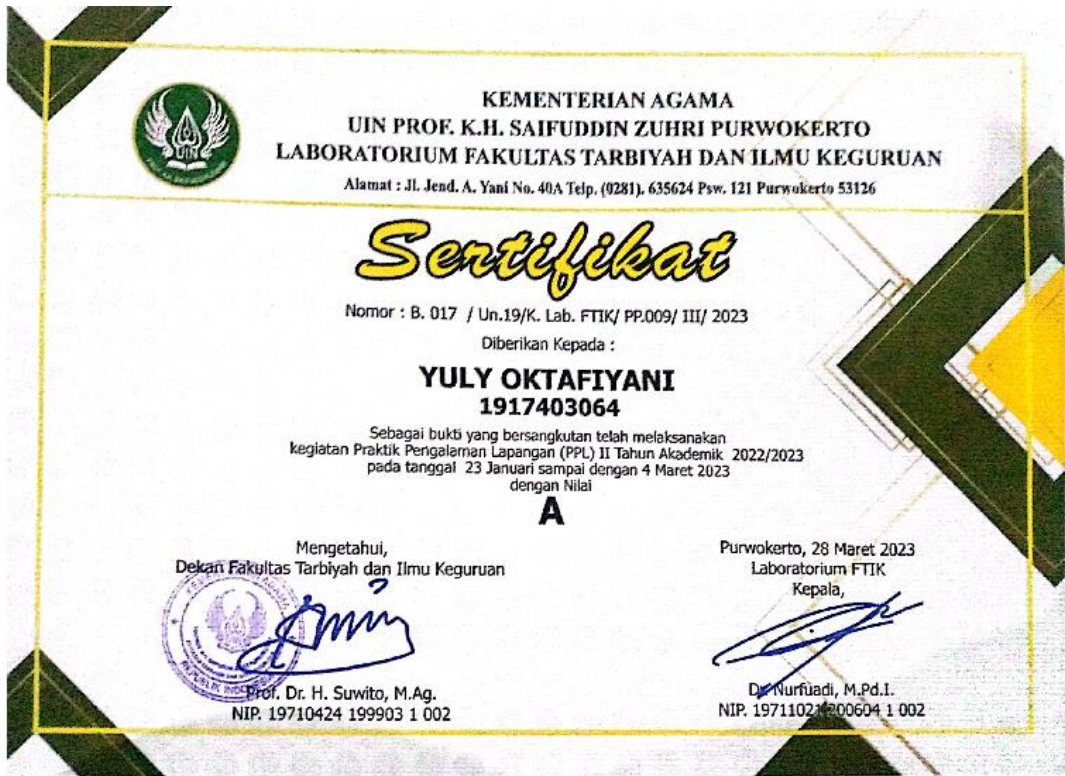 KEMENTERIAN AGAMA
UIN PROF. K.H. SAIFUDDIN ZUHRI PURWOKERTO
LABORATORIUM FAKULTAS TARBIYAH DAN ILMU KEGURUAN
Alamat : Jl. Jend. A. Yani No. 40A Telp. (0281). 635624 Psw. 121 Purwokerto 53126
UIN
Sertifikat
Nomor : B. 017 / Un.19/K. Lab. FTIK/ PP.009/ III/ 2023
Diberikan Kepada :
YULY OKTAFIYANI
1917403064
Sebagai bukti yang bersangkutan telah melaksanakan
kegiatan Praktik Pengalaman Lapangan (PPL) II Tahun Akademik 2022/2023
pada tanggal 23 Januari sampai dengan 4 Maret 2023
dengan Nilai
A
Mengetahui,
Dekan Fakultas Tarbiyah dan Ilmu Keguruan
REPUBLIK INDONESIA
Prof. Dr. H. Suwito, M.Ag.
NIP. 19710424 199903 1 002
Purwokerto, 28 Maret 2023
Laboratorium FTIK
Kepala,
Dr. Nurfuadi, M.Pd.I.
NIP. 19711021 200604 1 002